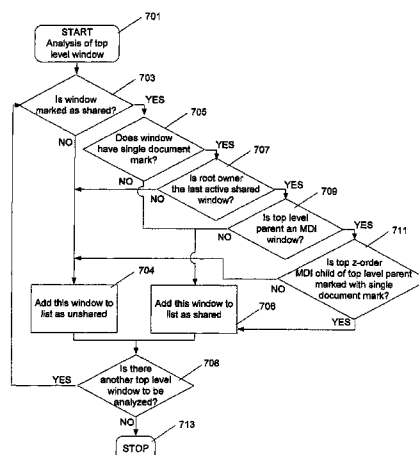 701
START
Analysis of top
level window
703
Is window
marked as shared?
YES
NO
705
Does window
have single document
mark?
YES
NO
707
Is root owner
the last active shared
window?
YES
NO
709
Is top level
parent an MDI
window?
YES
NO
711
Is top z-order
MDI child of top level parent
marked with single
document mark?
NO
YES
704
Add this window to
list as unshared
Add this window to
list as shared
706
708
Is there
another top level
window to be
analyzed?
YES
NO
713
STOP